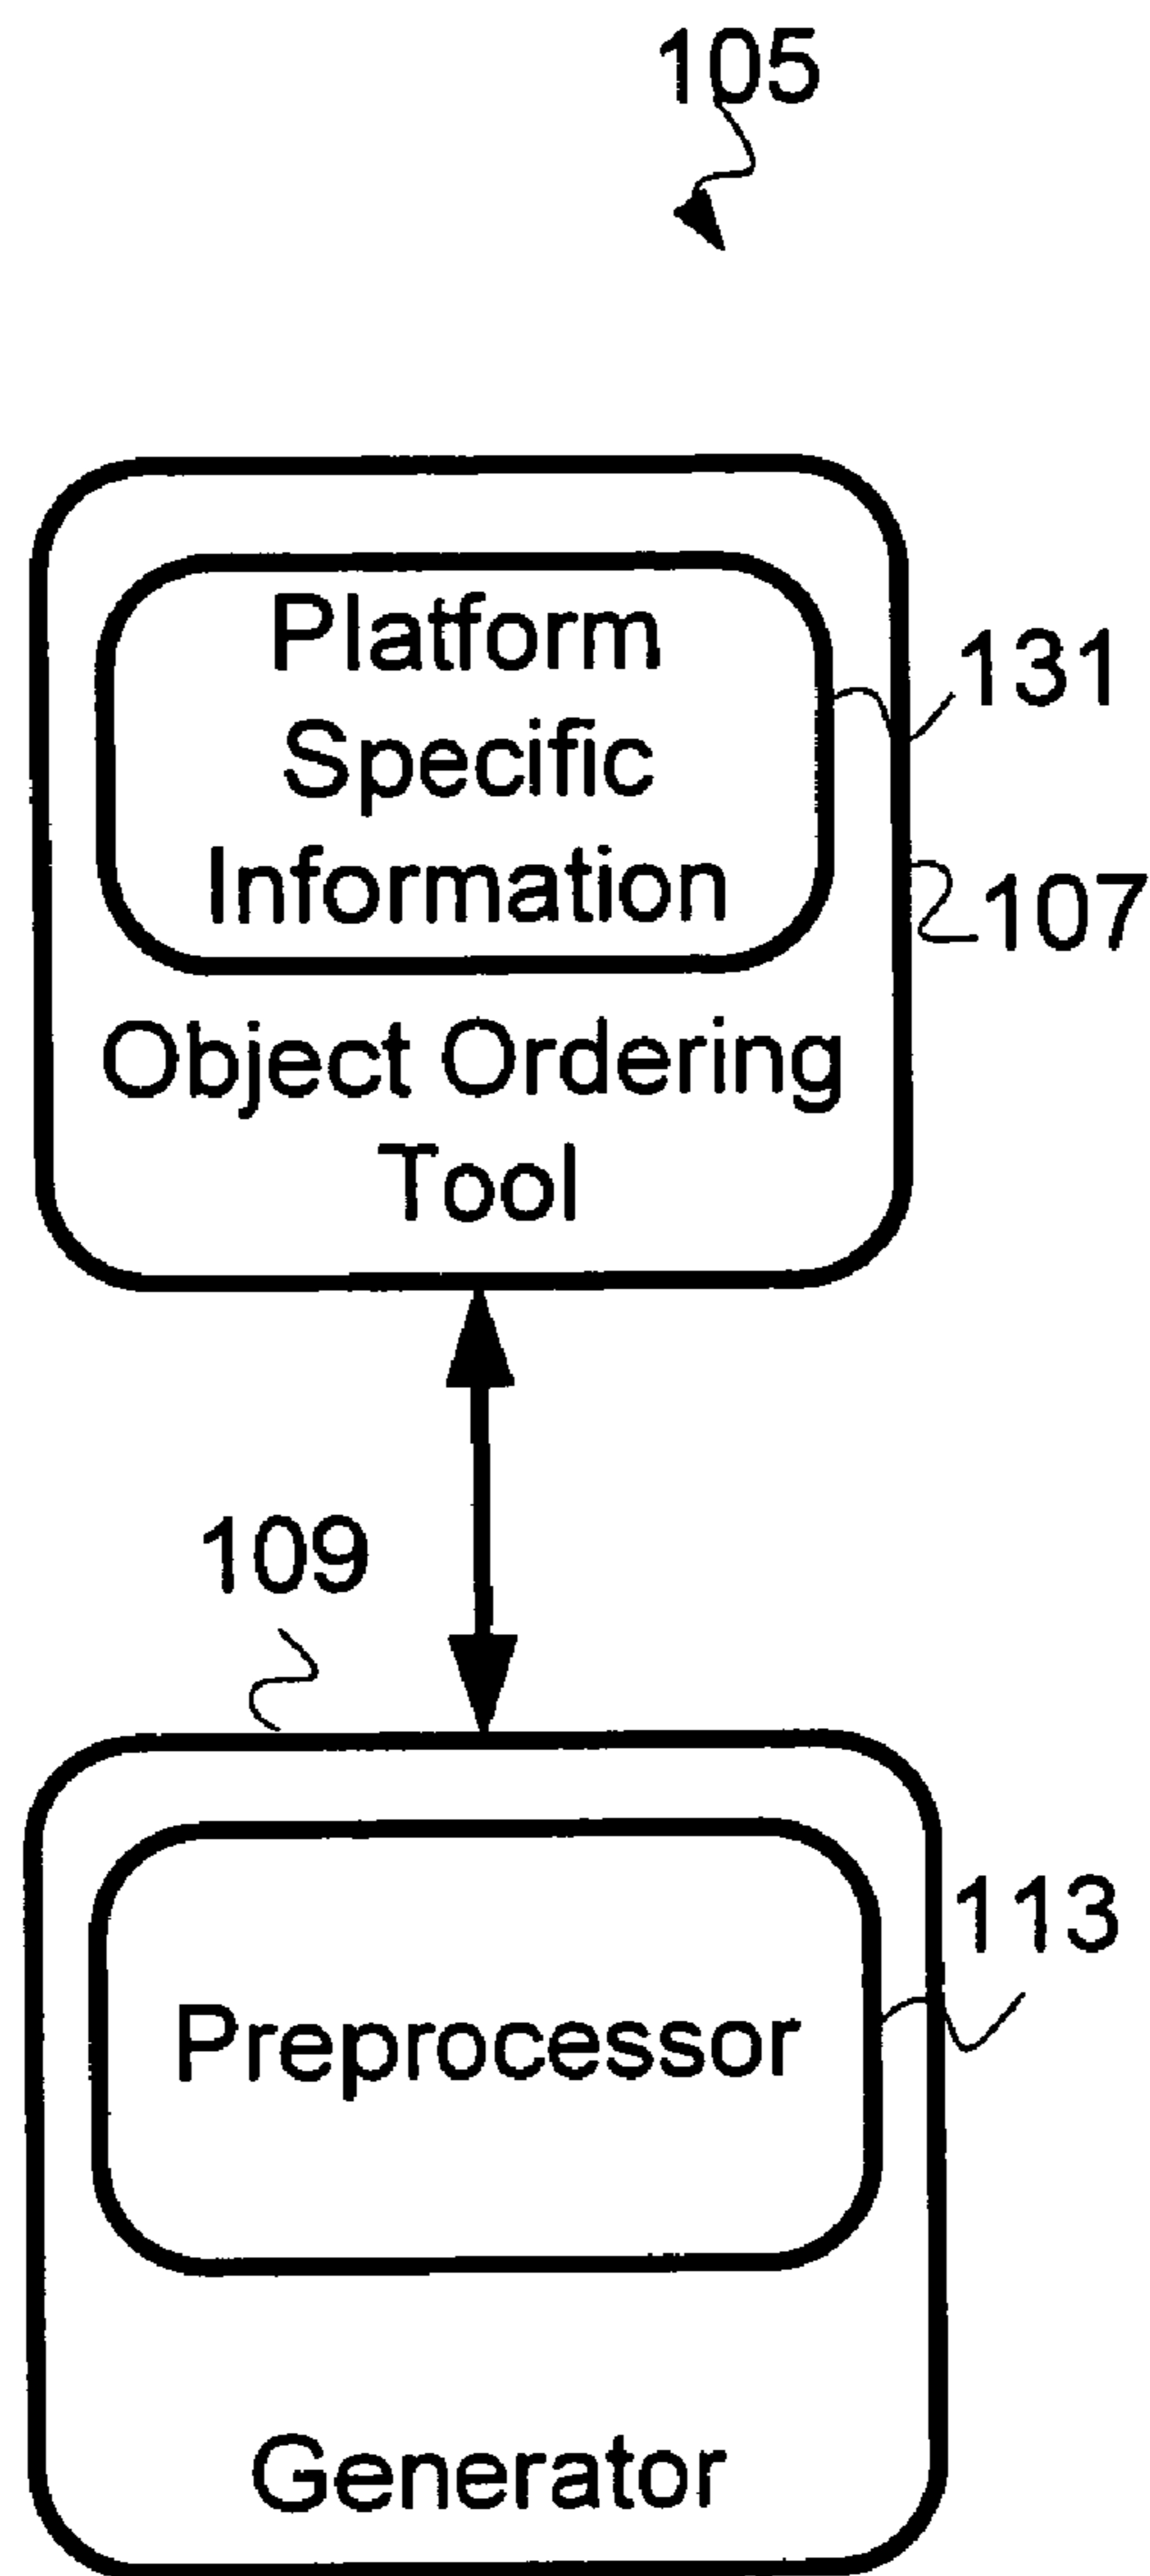 105
Platform
Specific
Information
131
107
Object Ordering
Tool
109
113
Preprocessor
Generator